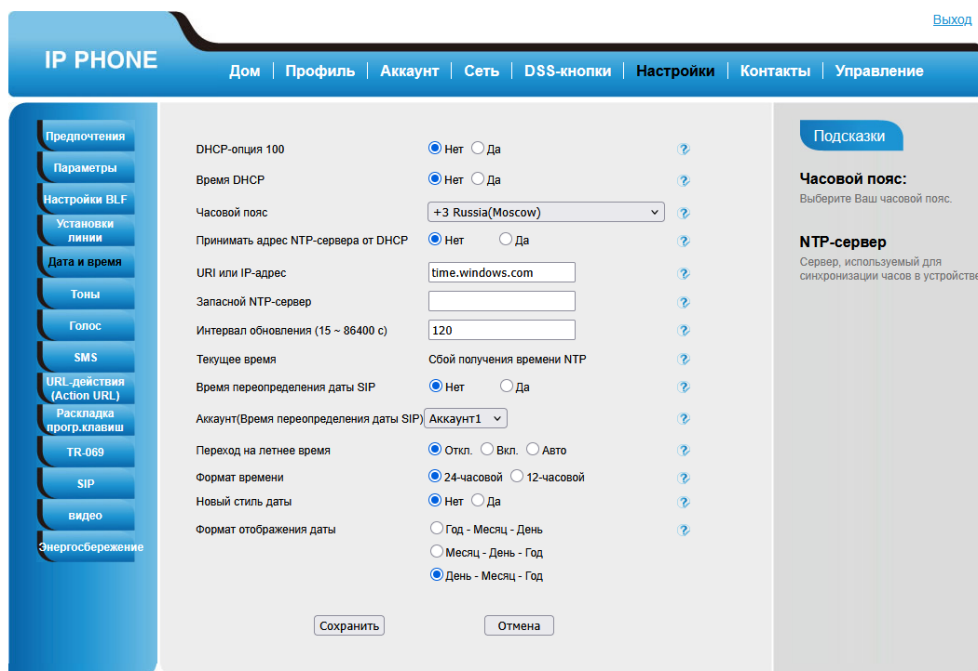 Выход
IP PHONE
Дом Профиль Аккаунт Сеть DSS-кнопки Настройки Контакты Управление
Предпочтения
Параметры
Настройки BLF
Установки
линии
Дата и время
Тоны
Голос
SMS
URL-действия
(Action URL)
Раскладка
прогр.клавиш
TR-069
SIP
видео
Энергосбережение
DHCP-опция 100 Нет Да
Время DHCP Нет Да
Часовой пояс +3 Russia(Moscow)
Принимать адрес NTP-сервера от DHCP Нет Да
URI или IP-адрес time.windows.com
Запасной NTP-сервер
Интервал обновления (15 ~ 86400 с) 120
Текущее время Сбой получения времени NTP
Время переопределения даты SIP Нет Да
Аккаунт(Время переопределения даты SIP) Аккаунт1
Переход на летнее время Откл. Вкл. Авто
Формат времени 24-часовой 12-часовой
Новый стиль даты Нет Да
Формат отображения даты Год - Месяц - День
Месяц - День - Год
День - Месяц - Год
Сохранить Отмена
Подсказки
Часовой пояс:
Выберите Ваш часовой пояс.
NTP-сервер
Сервер, используемый для
синхронизации часов в устройстве